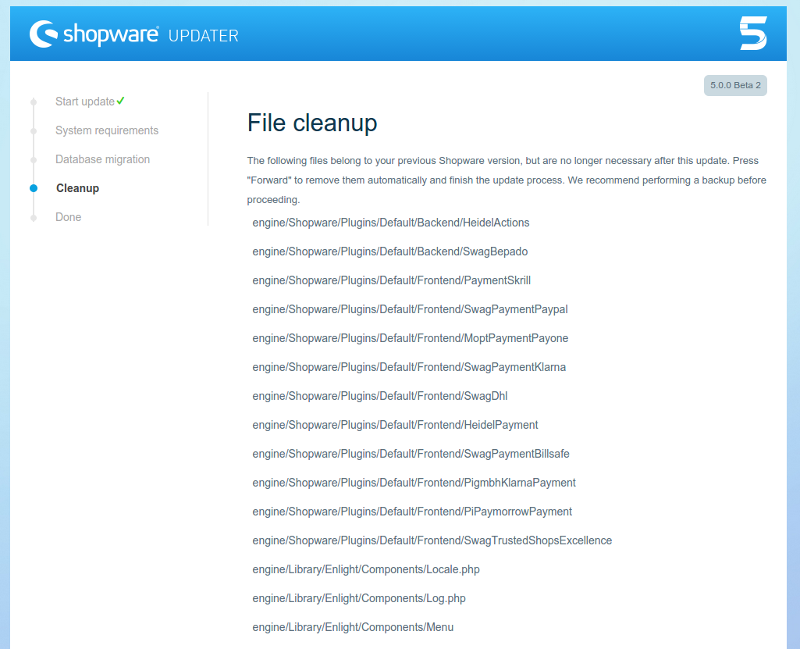 shopware UPDATER 5
5.0.0 Beta 2
Start update
System requirements
Database migration
Cleanup
Done
File cleanup
The following files belong to your previous Shopware version, but are no longer necessary after this update. Press
"Forward" to remove them automatically and finish the update process. We recommend performing a backup before
proceeding.
engine/Shopware/Plugins/Default/Backend/HeidelActions
engine/Shopware/Plugins/Default/Backend/SwagBepado
engine/Shopware/Plugins/Default/Frontend/PaymentSkrill
engine/Shopware/Plugins/Default/Frontend/SwagPaymentPaypal
engine/Shopware/Plugins/Default/Frontend/MoptPaymentPayone
engine/Shopware/Plugins/Default/Frontend/SwagPaymentKlarna
engine/Shopware/Plugins/Default/Frontend/SwagDhl
engine/Shopware/Plugins/Default/Frontend/HeidelPayment
engine/Shopware/Plugins/Default/Frontend/SwagPaymentBillsafe
engine/Shopware/Plugins/Default/Frontend/PigmbhKlarnaPayment
engine/Shopware/Plugins/Default/Frontend/PiPaymorrowPayment
engine/Shopware/Plugins/Default/Frontend/SwagTrustedShopsExcellence
engine/Library/Enlight/Components/Locale.php
engine/Library/Enlight/Components/Log.php
engine/Library/Enlight/Components/Menu